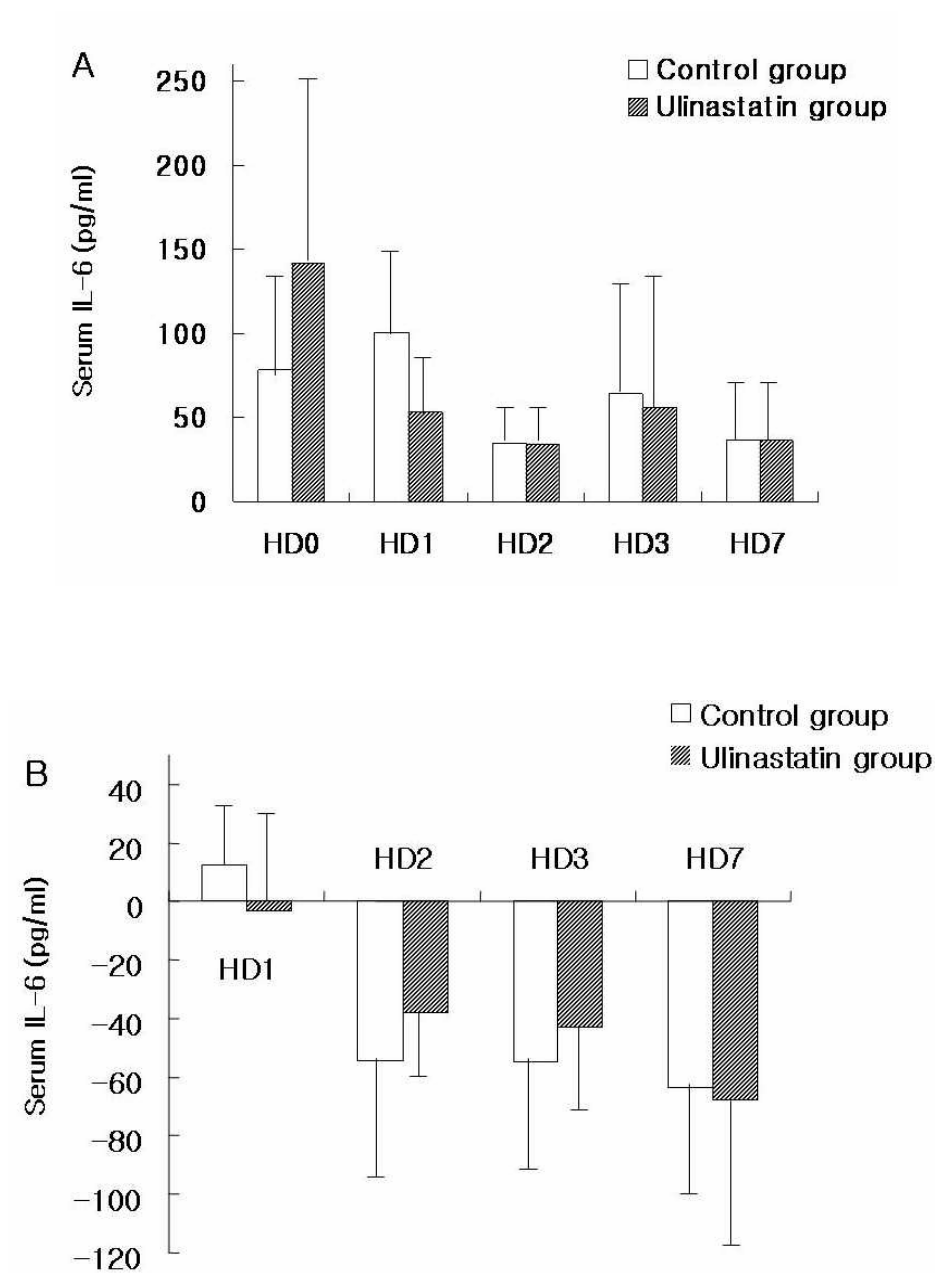 A
Control group
Ulinastatin group
250
200
150
100
50
0
Serum IL-6 (pg/ml)
HD0 HD1 HD2 HD3 HD7
Control group
Ulinastatin group
B
40
20
0
-20
-40
-60
-80
-100
-120
Serum IL-6 (pg/ml)
HD2 HD3 HD7
HD1